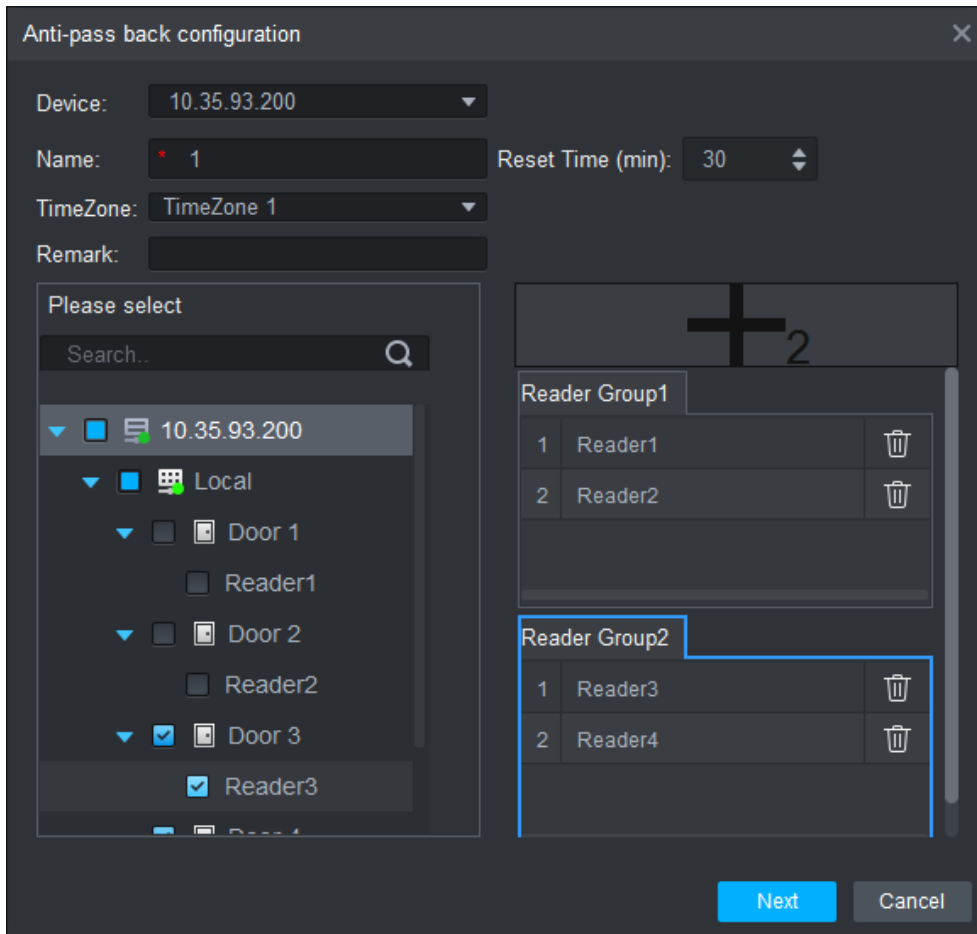 Anti-pass back configuration
Device: 10.35.93.200
Name: * 1 Reset Time (min): 30
TimeZone: TimeZone 1
Remark:
Please select
Search..
10.35.93.200
Local
Door 1
Reader1
Door 2
Reader2
Door 3
Reader3
2
Reader Group1
1 Reader1
2 Reader2
Reader Group2
1 Reader3
2 Reader4
Next Cancel